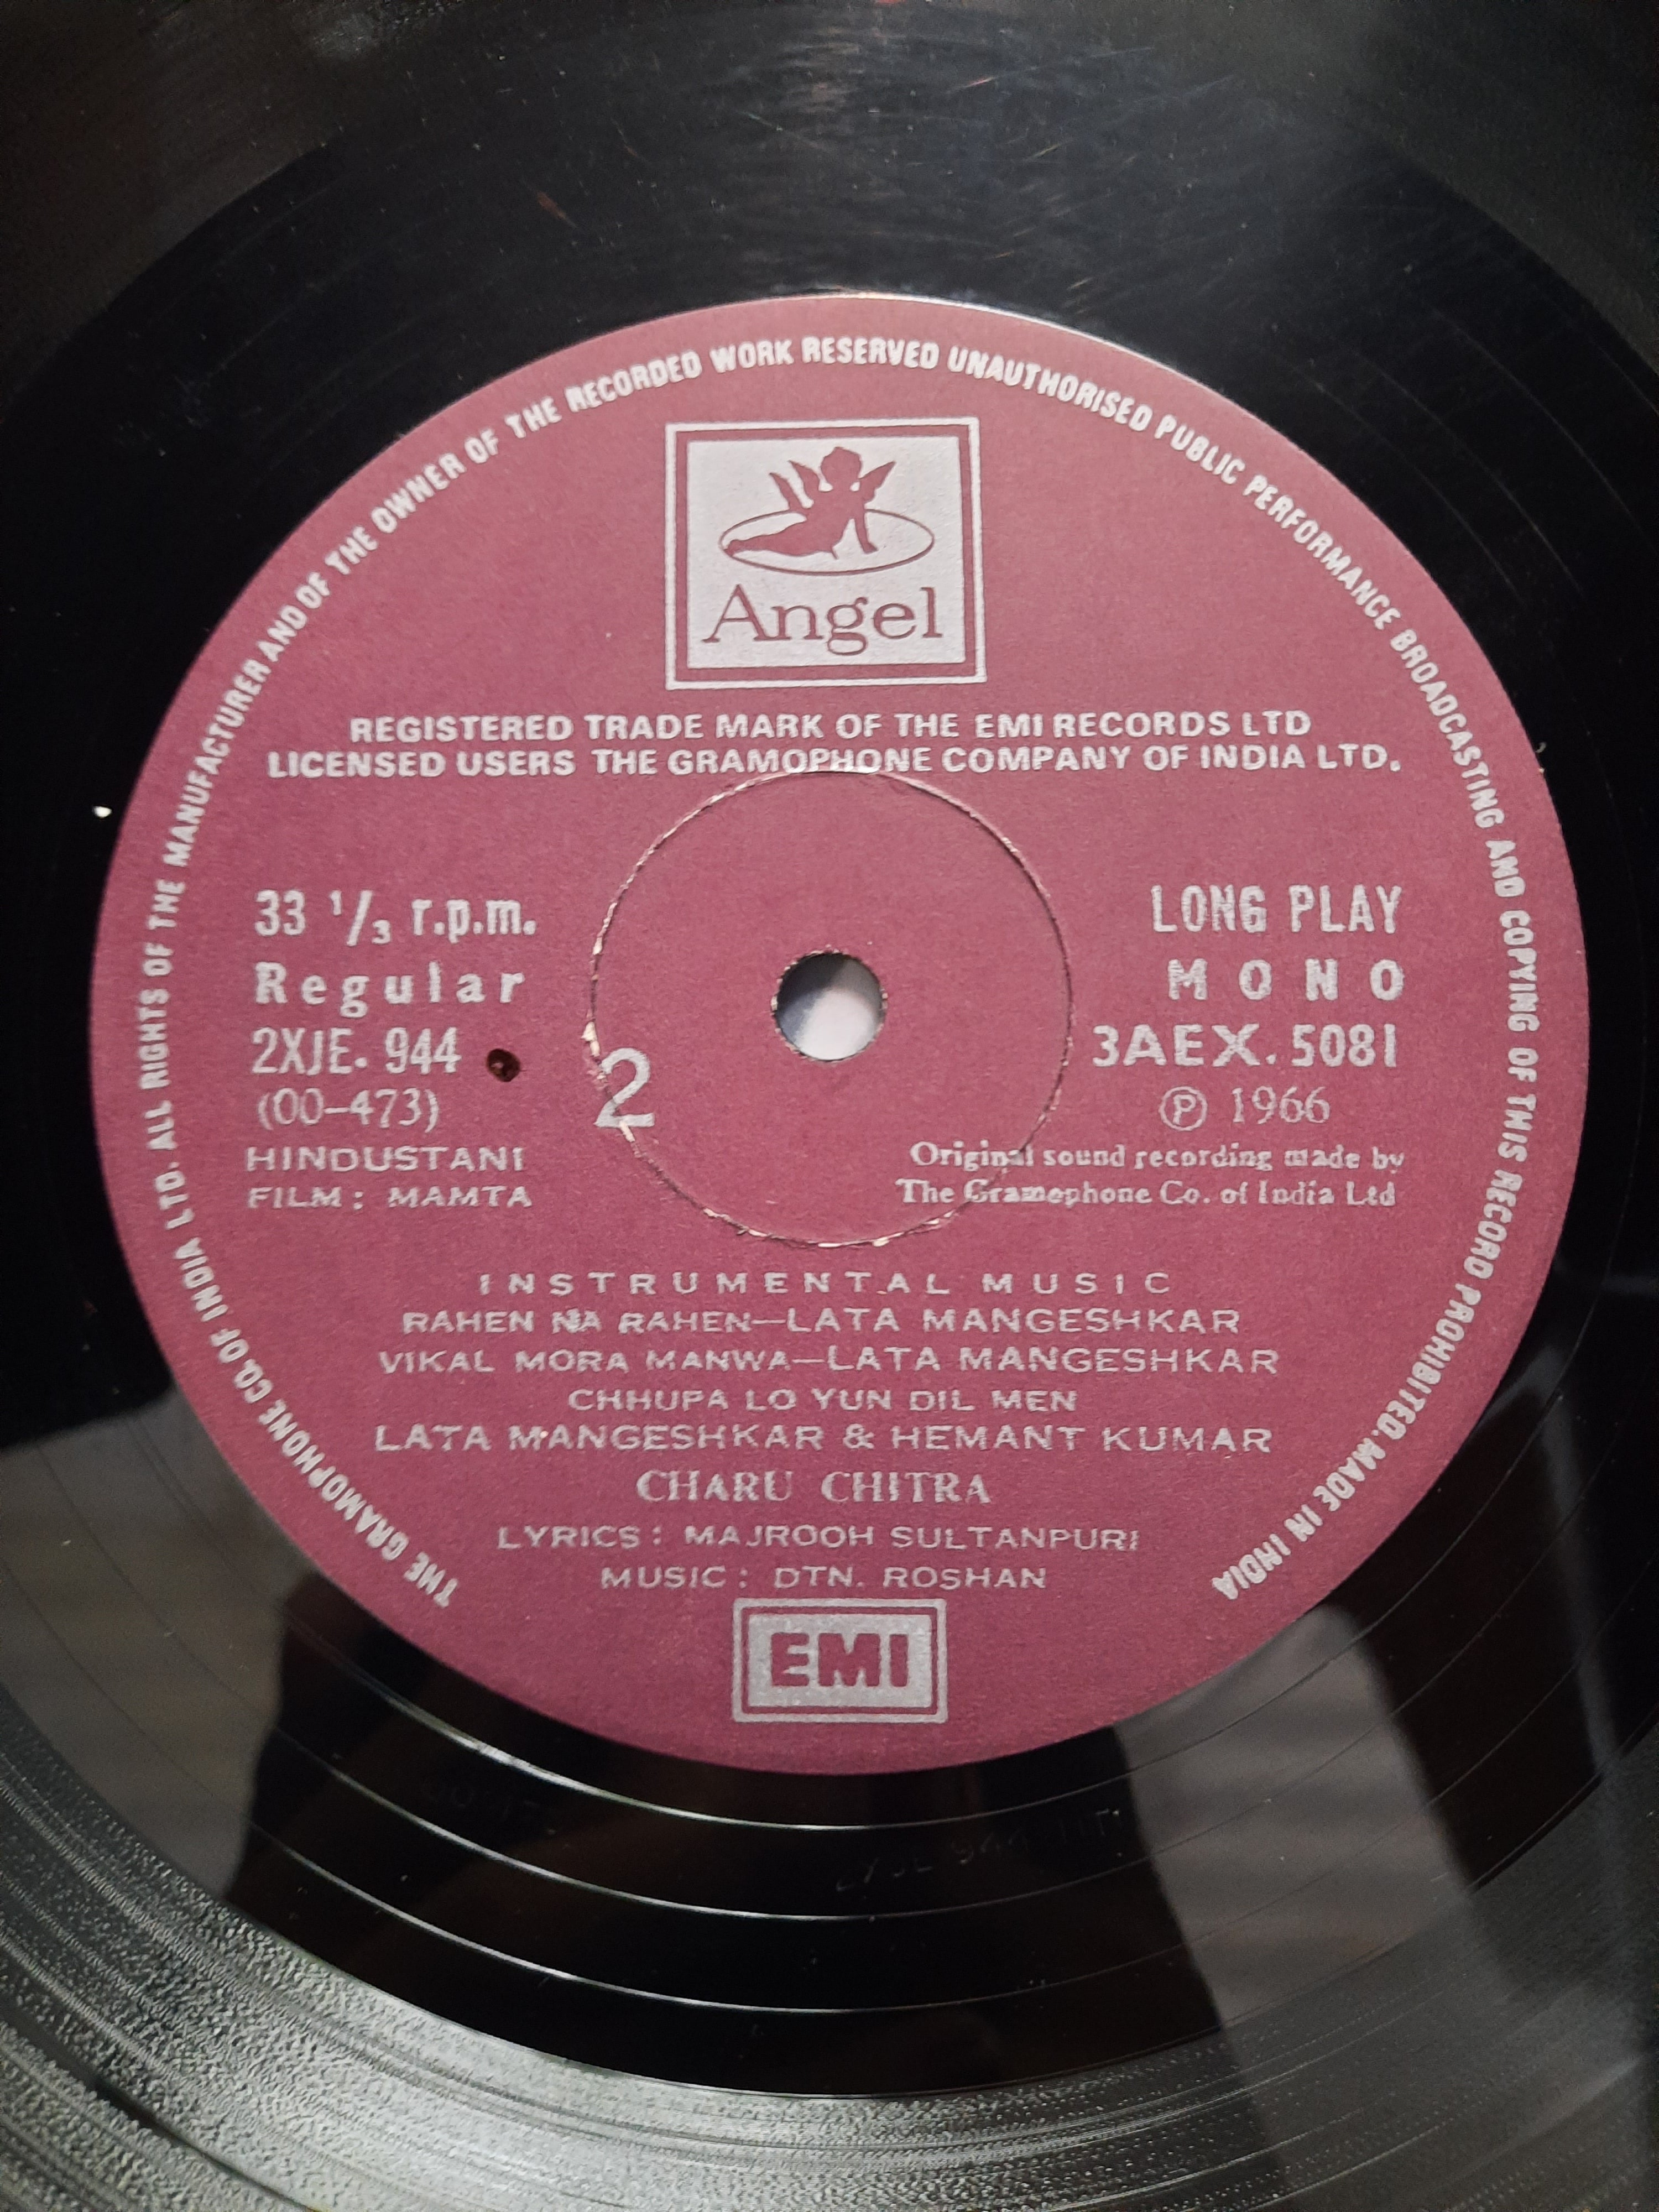 THE GRAMOPHONE CO. OF INDIA LTD. ALL RIGHTS OF THE MANUFACTURER AND OF THE OWNER OF THE RECORDED WORK RESERVED UNAUTHORISED PUBLIC PERFORMANCE BROADCASTING AND COPYING OF THIS RECORD PROHIBITED. MADE IN INDIA
Angel
REGISTERED TRADE MARK OF THE EMI RECORDS LTD
LICENSED USERS THE GRAMOPHONE COMPANY OF INDIA LTD.
33 1/3 r.p.m.
Regular
2XJE. 944
(OO-473)
HINDUSTANI
FILM : MAMTA
2
LONG PLAY
MONO
3AEX. 5081
℗ 1966
Original sound recording made by
The Gramophone Co. of India Ltd
INSTRUMENTAL MUSIC
RAHEN NA RAHEN—LATA MANGESHKAR
VIKAL MORA MANWA—LATA MANGESHKAR
CHHUPA LO YUN DIL MEN
LATA MANGESHKAR & HEMANT KUMAR
CHARU CHITRA
LYRICS : MAJROOH SULTANPURI
MUSIC : DTN. ROSHAN
EMI